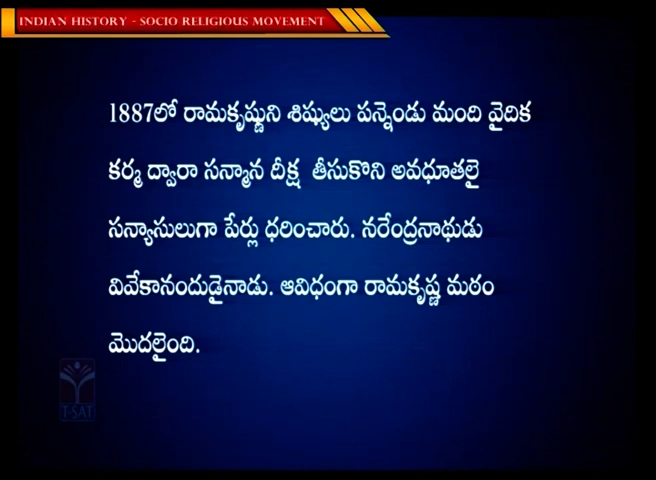 INDIAN HISTORY - SOCIO RELIGIOUS MOVEMENT
1887లో రామకృష్ణుని శిష్యులు పన్నెండు మంది వైదిక
కర్మ ద్వారా సన్మాన దీక్ష తీసుకొని అవధూతలై
సన్యాసులుగా పేర్లు ధరించారు. నరేంద్రనాథుడు
వివేకానందుడైనాడు. ఆవిధంగా రామకృష్ణ మఠం
మొదలైంది.
T-SAT